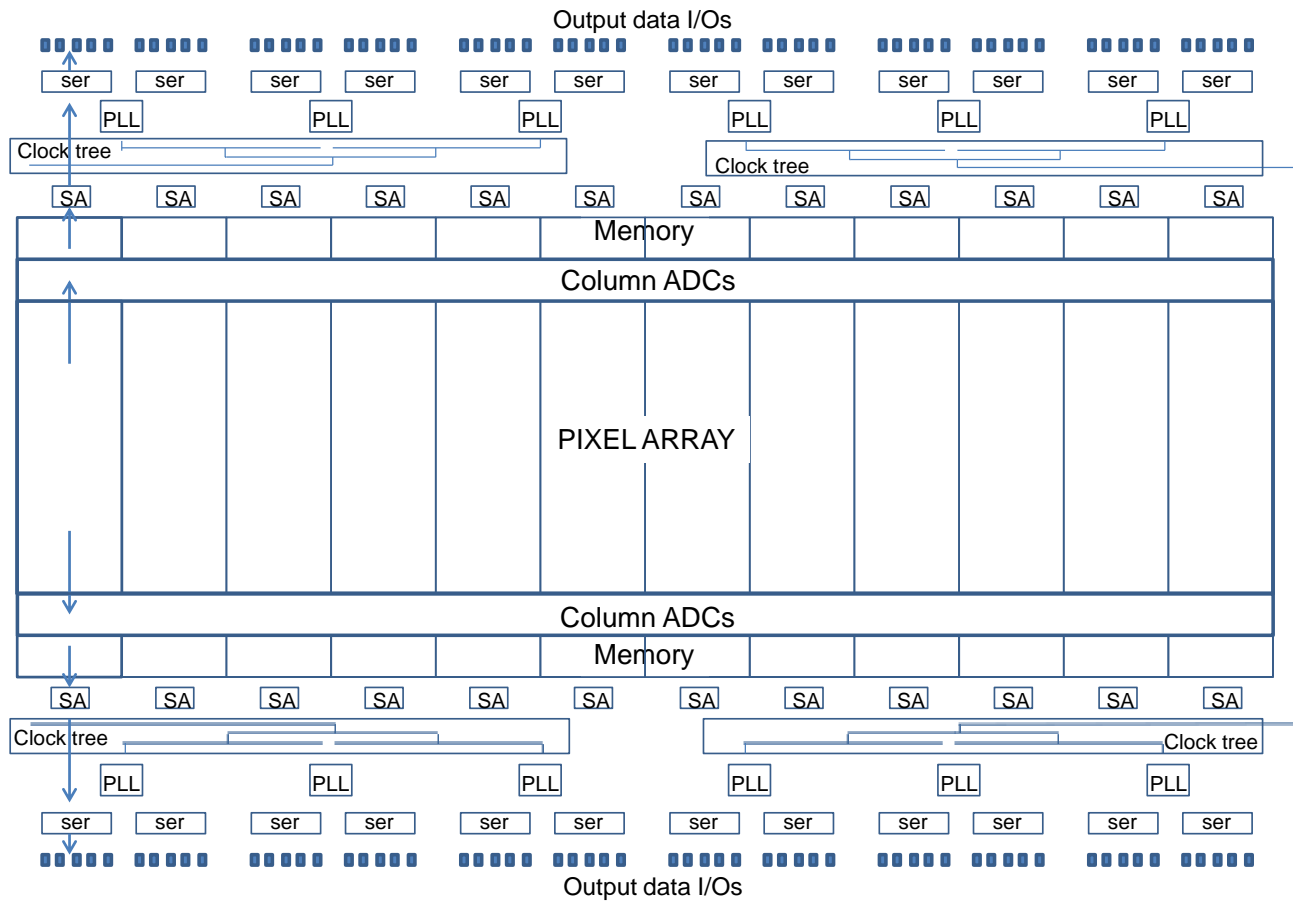 Output data I/Os
ser ser ser ser ser ser ser ser ser ser ser ser
PLL PLL PLL PLL PLL PLL
Clock tree Clock tree
SA SA SA SA SA SA SA SA SA SA SA SA
Memory
Column ADCs
PIXEL ARRAY
Column ADCs
Memory
SA SA SA SA SA SA SA SA SA SA SA SA
Clock tree Clock tree
PLL PLL PLL PLL PLL PLL
ser ser ser ser ser ser ser ser ser ser ser ser
Output data I/Os